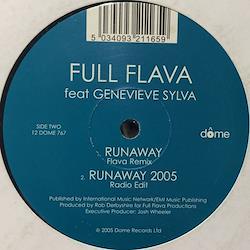 5 034093 211659
FULL FLAVA
feat GENEVIEVE SYLVA
SIDE TWO
12 DOME 767
dôme
RUNAWAY
Flava Remix
2. RUNAWAY 2005
Radio Edit
Published by International Music Network/EMI Music Publishing
Produced by Rob Derbyshire for Full Flava Productions
Executive Producer: Josh Wheeler
℗ © 2005 Dome Records Ltd